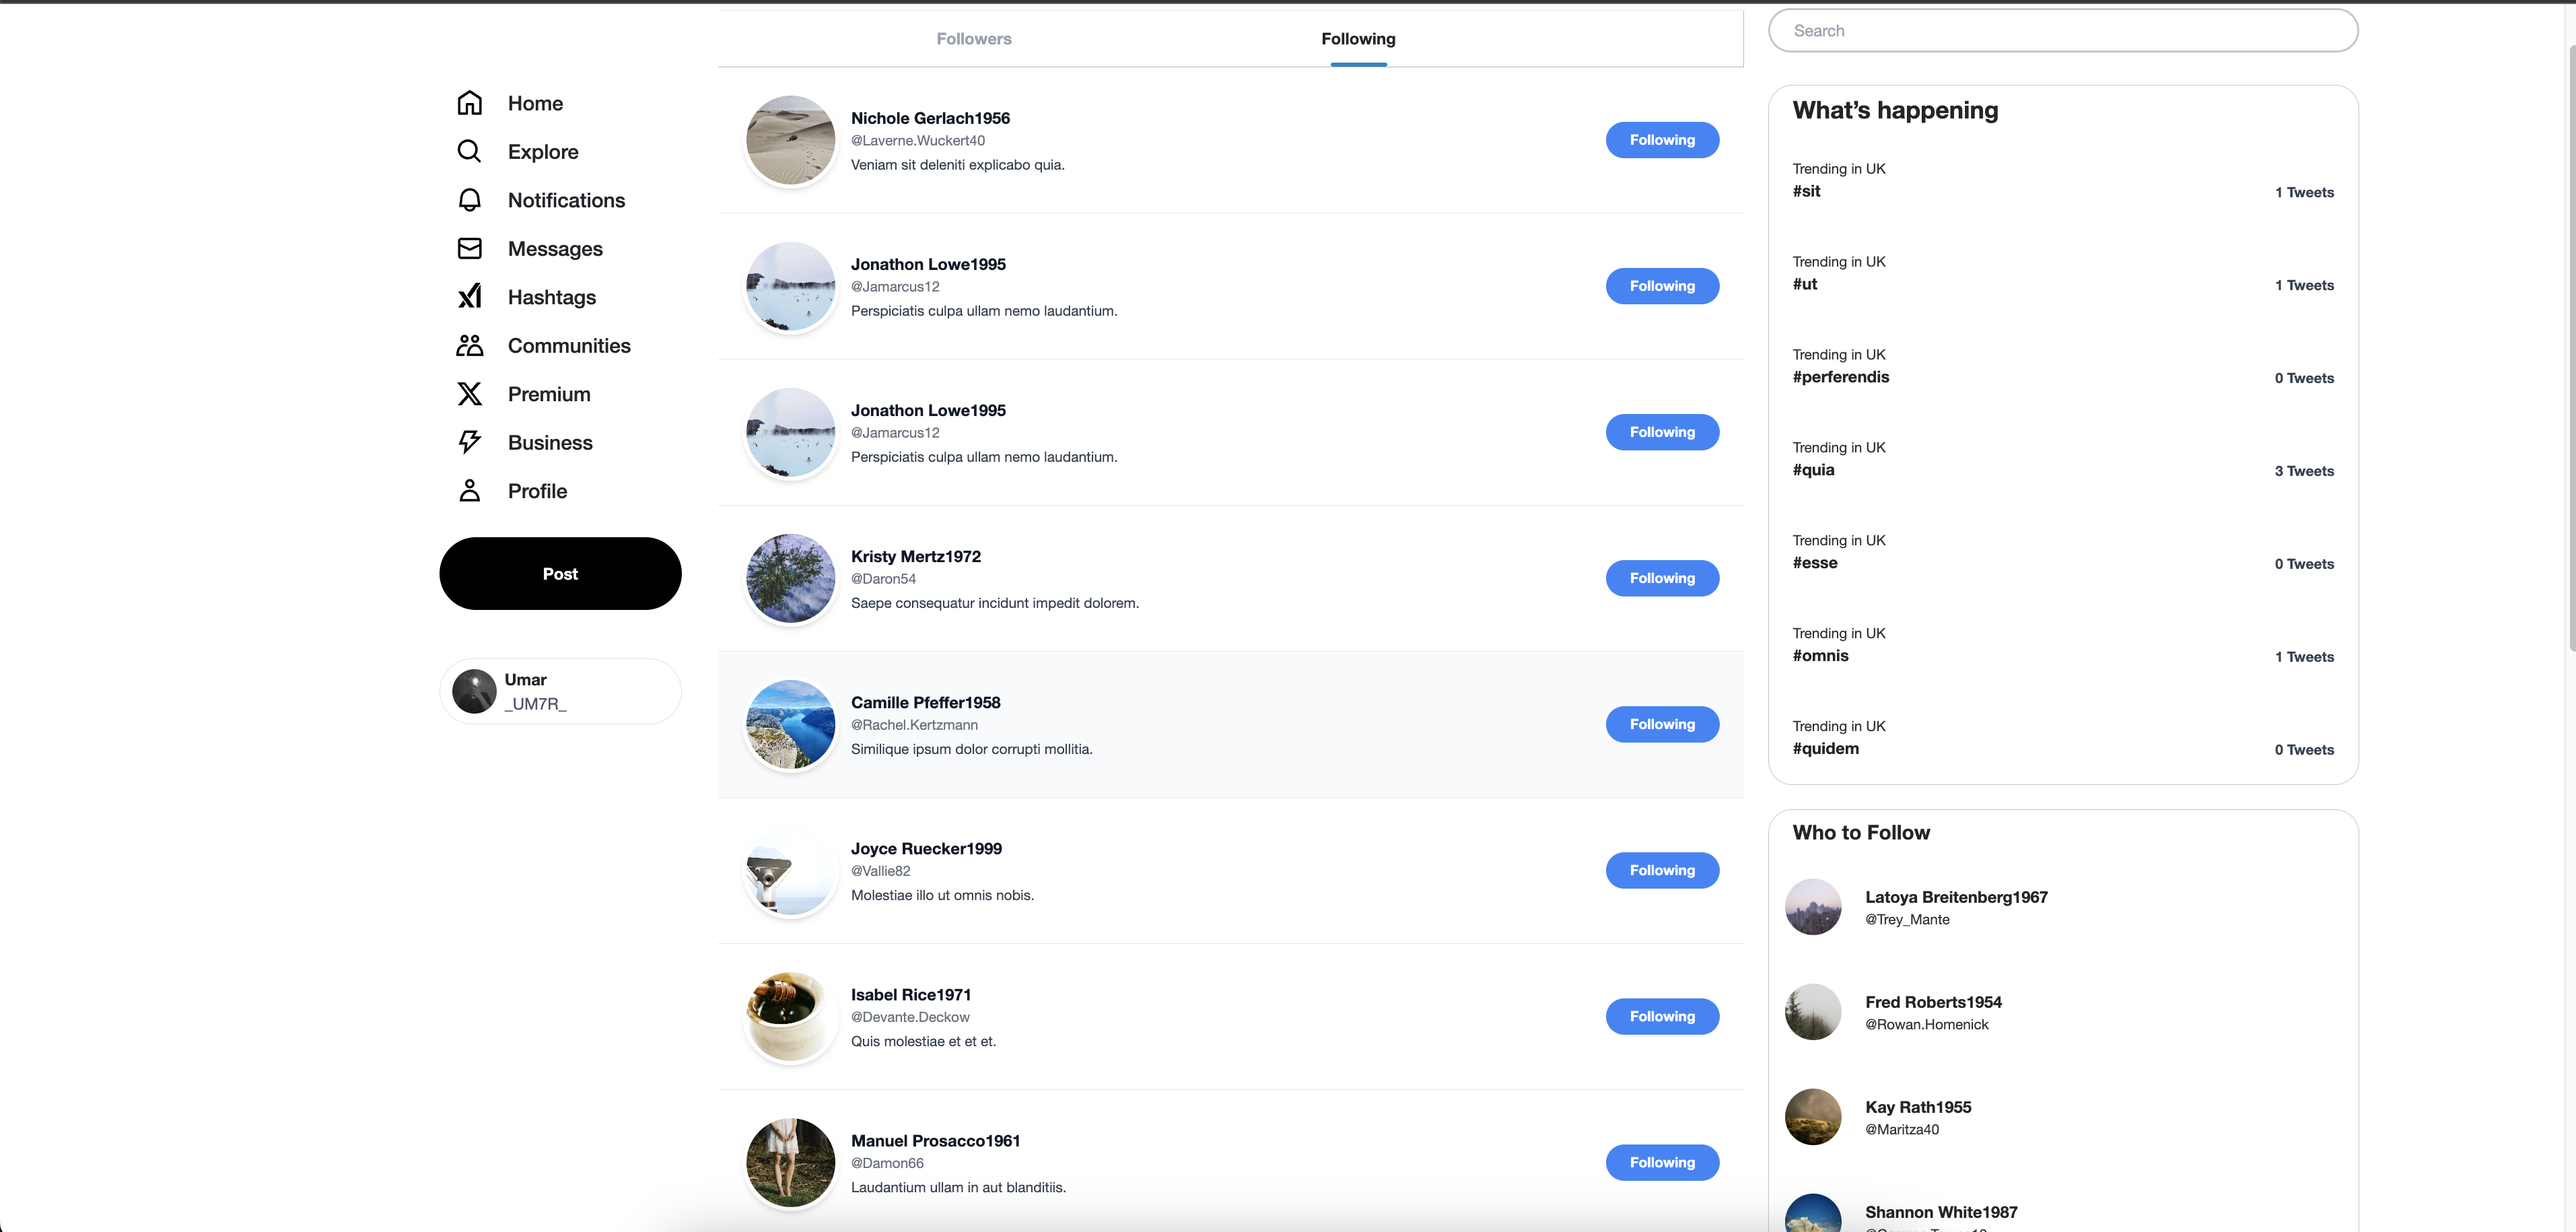 Home
Explore
Notifications
Messages
Hashtags
Communities
Premium
Business
Profile
Post
Umar
_UM7R_
Followers
Following
Nichole Gerlach1956
@Laverne.Wuckert40
Veniam sit deleniti explicabo quia.
Following
Jonathon Lowe1995
@Jamarcus12
Perspiciatis culpa ullam nemo laudantium.
Following
Jonathon Lowe1995
@Jamarcus12
Perspiciatis culpa ullam nemo laudantium.
Following
Kristy Mertz1972
@Daron54
Saepe consequatur incidunt impedit dolorem.
Following
Camille Pfeffer1958
@Rachel.Kertzmann
Similique ipsum dolor corrupti mollitia.
Following
Joyce Ruecker1999
@Vallie82
Molestiae illo ut omnis nobis.
Following
Isabel Rice1971
@Devante.Deckow
Quis molestiae et et et.
Following
Manuel Prosacco1961
@Damon66
Laudantium ullam in aut blanditiis.
Following
Search
What's happening
Trending in UK
#sit
1 Tweets
Trending in UK
#ut
1 Tweets
Trending in UK
#perferendis
0 Tweets
Trending in UK
#quia
3 Tweets
Trending in UK
#esse
0 Tweets
Trending in UK
#omnis
1 Tweets
Trending in UK
#quidem
0 Tweets
Who to Follow
Latoya Breitenberg1967
@Trey_Mante
Fred Roberts1954
@Rowan.Homenick
Kay Rath1955
@Maritza40
Shannon White1987